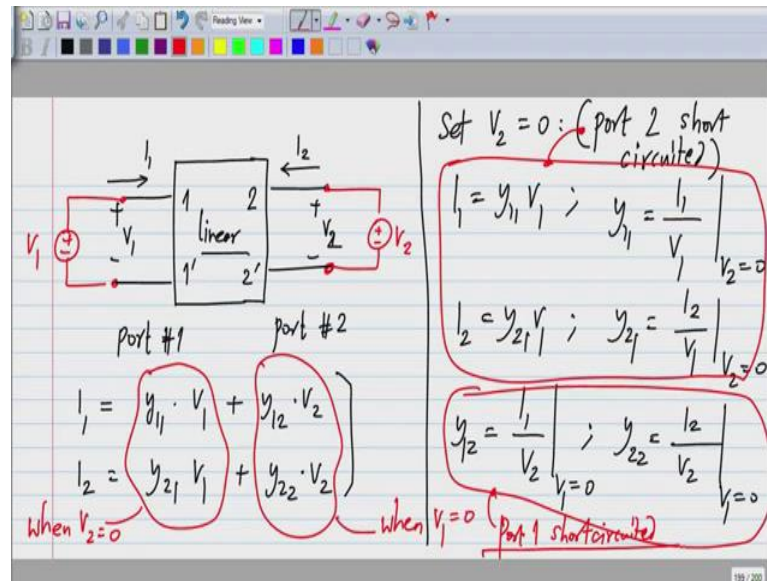 Reading View
I₁ I₂
1 2
+ V₁ - linear + V₂ -
V₁ + - + - V₂
1' 2'
port #1 port #2
I₁ = y₁₁ · V₁ + y₁₂ · V₂
I₂ = y₂₁ V₁ + y₂₂ · V₂
when V₂=0 when V₁=0
Set V₂ = 0 : (port 2 short
circuited)
I₁ = y₁₁ V₁ ; y₁₁ = I₁ / V₁ | V₂=0
I₂ = y₂₁ V₁ ; y₂₁ = I₂ / V₁ | V₂=0
y₁₂ = I₁ / V₂ | V₁=0 ; y₂₂ = I₂ / V₂ | V₁=0
Port 1 shortcircuited
199 / 200